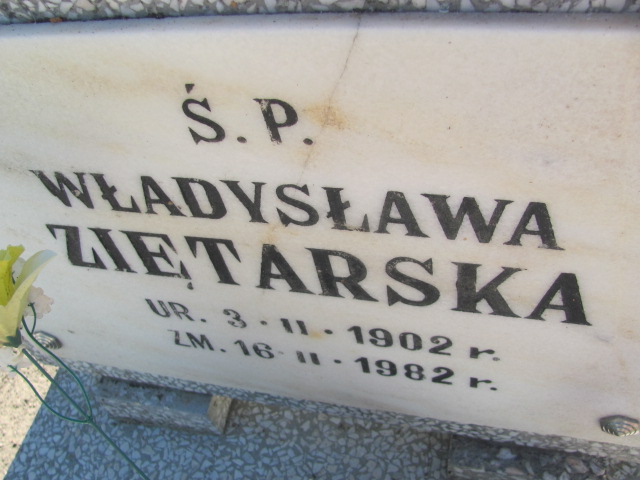 Ś. P.
WŁADYSŁAWA
ZIĘTARSKA
UR. 3 · II · 1902 r.
ZM. 16 · II · 1982 r.